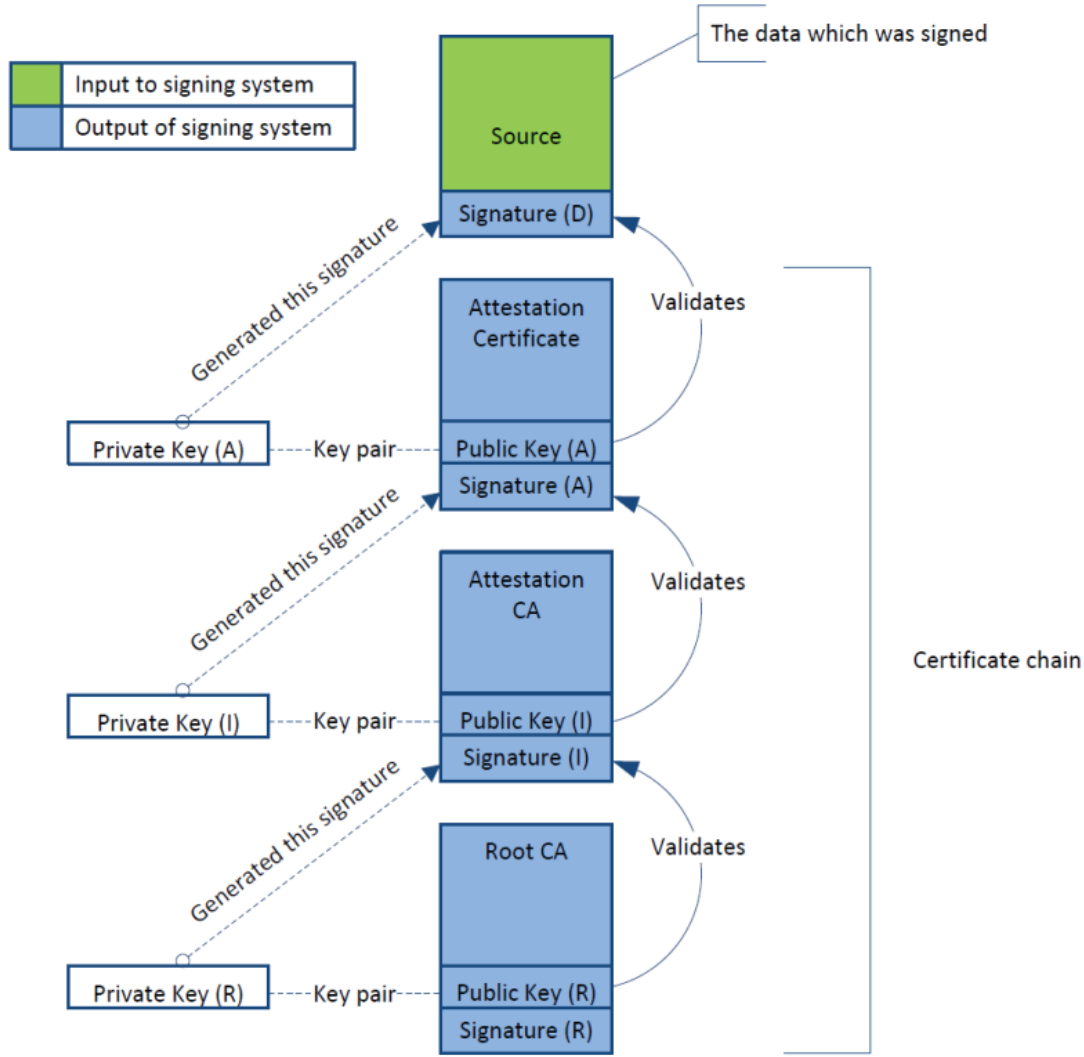 The data which was signed
Input to signing system
Output of signing system
Source
Signature (D)
Generated this signature
Validates
Attestation
Certificate
Private Key (A)
Key pair
Public Key (A)
Signature (A)
Generated this signature
Validates
Attestation
CA
Certificate chain
Private Key (I)
Key pair
Public Key (I)
Signature (I)
Generated this signature
Validates
Root CA
Private Key (R)
Key pair
Public Key (R)
Signature (R)